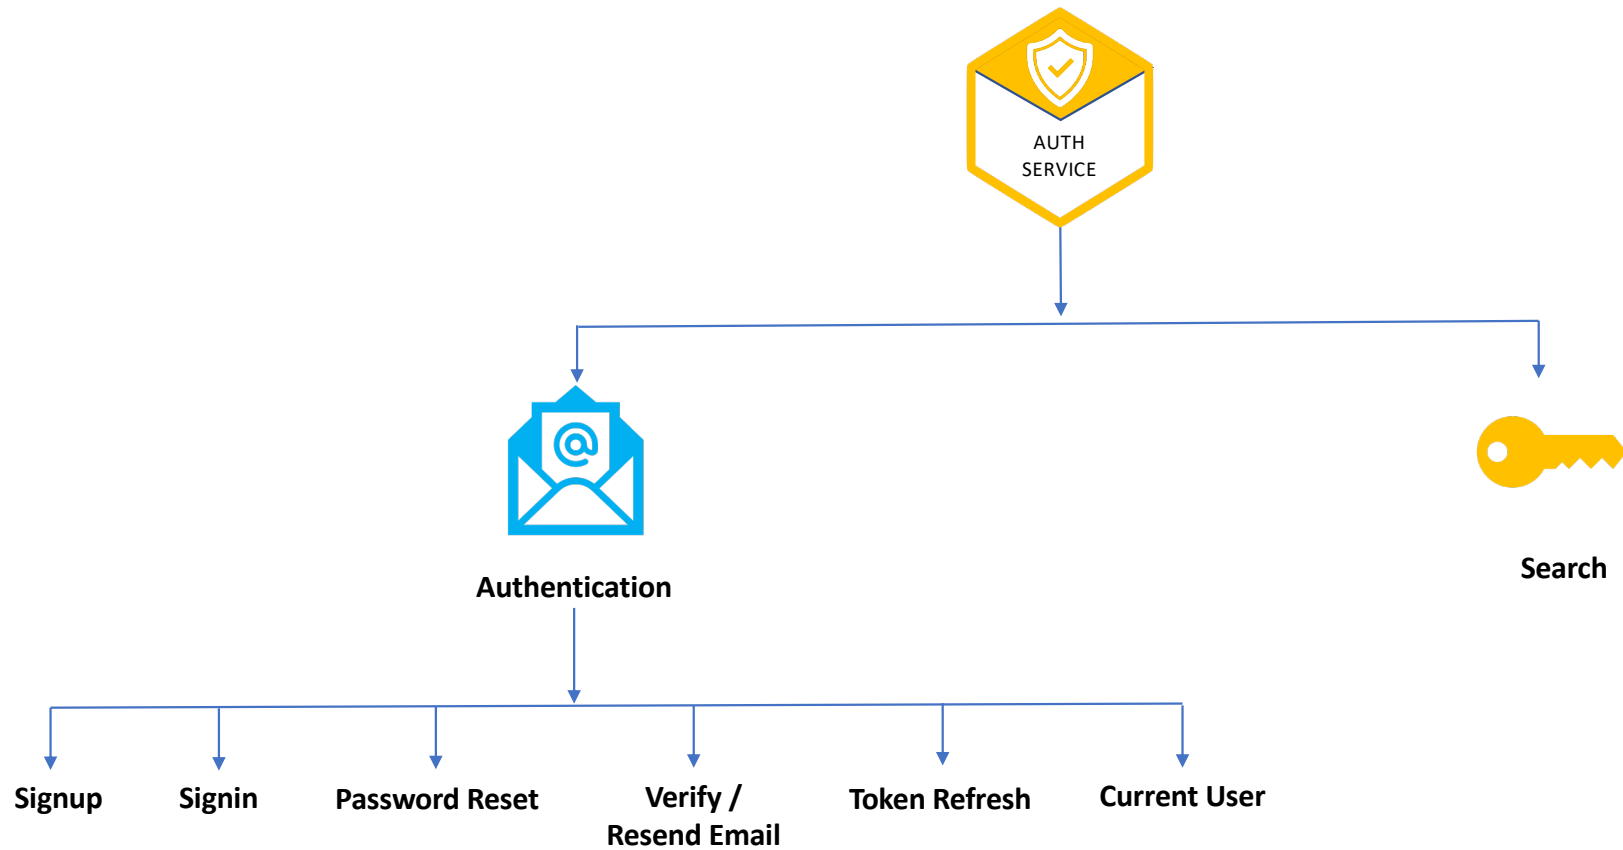 AUTH
SERVICE
Authentication
Search
Signup
Signin
Password Reset
Verify /
Resend Email
Token Refresh
Current User